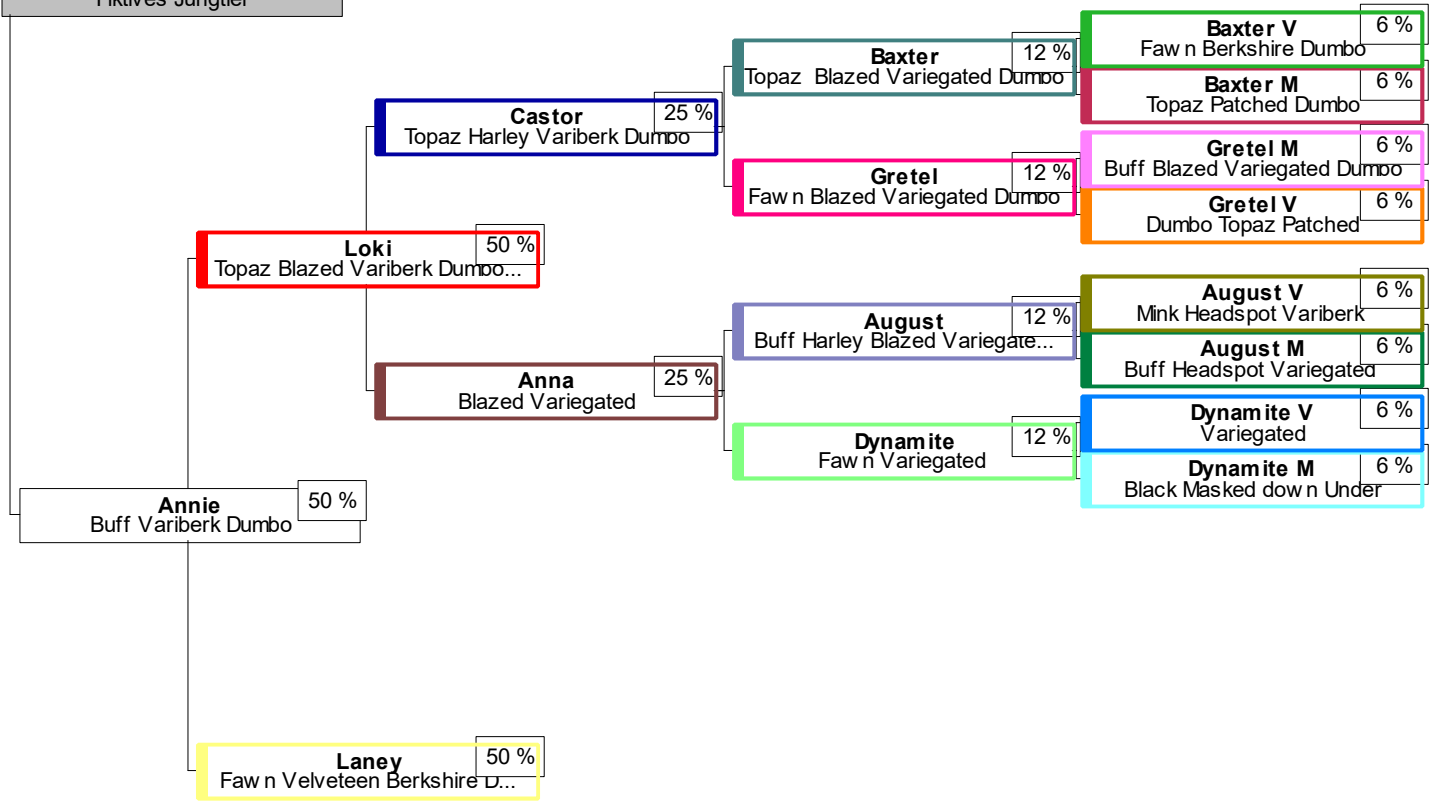 Fiktives Jungtier
Baxter V
6 %
Fawn Berkshire Dumbo
Baxter
12 %
Topaz Blazed Variegated Dumbo
Baxter M
6 %
Topaz Patched Dumbo
Castor
25 %
Topaz Harley Variberk Dumbo
Gretel M
6 %
Buff Blazed Variegated Dumbo
Gretel
12 %
Fawn Blazed Variegated Dumbo
Gretel V
6 %
Dumbo Topaz Patched
Loki
50 %
Topaz Blazed Variberk Dumbo...
August V
6 %
Mink Headspot Variberk
August
12 %
Buff Harley Blazed Variegate...
August M
6 %
Buff Headspot Variegated
Anna
25 %
Blazed Variegated
Dynamite V
6 %
Variegated
Dynamite
12 %
Fawn Variegated
Dynamite M
6 %
Black Masked down Under
Annie
50 %
Buff Variberk Dumbo
Laney
50 %
Fawn Velveteen Berkshire D...